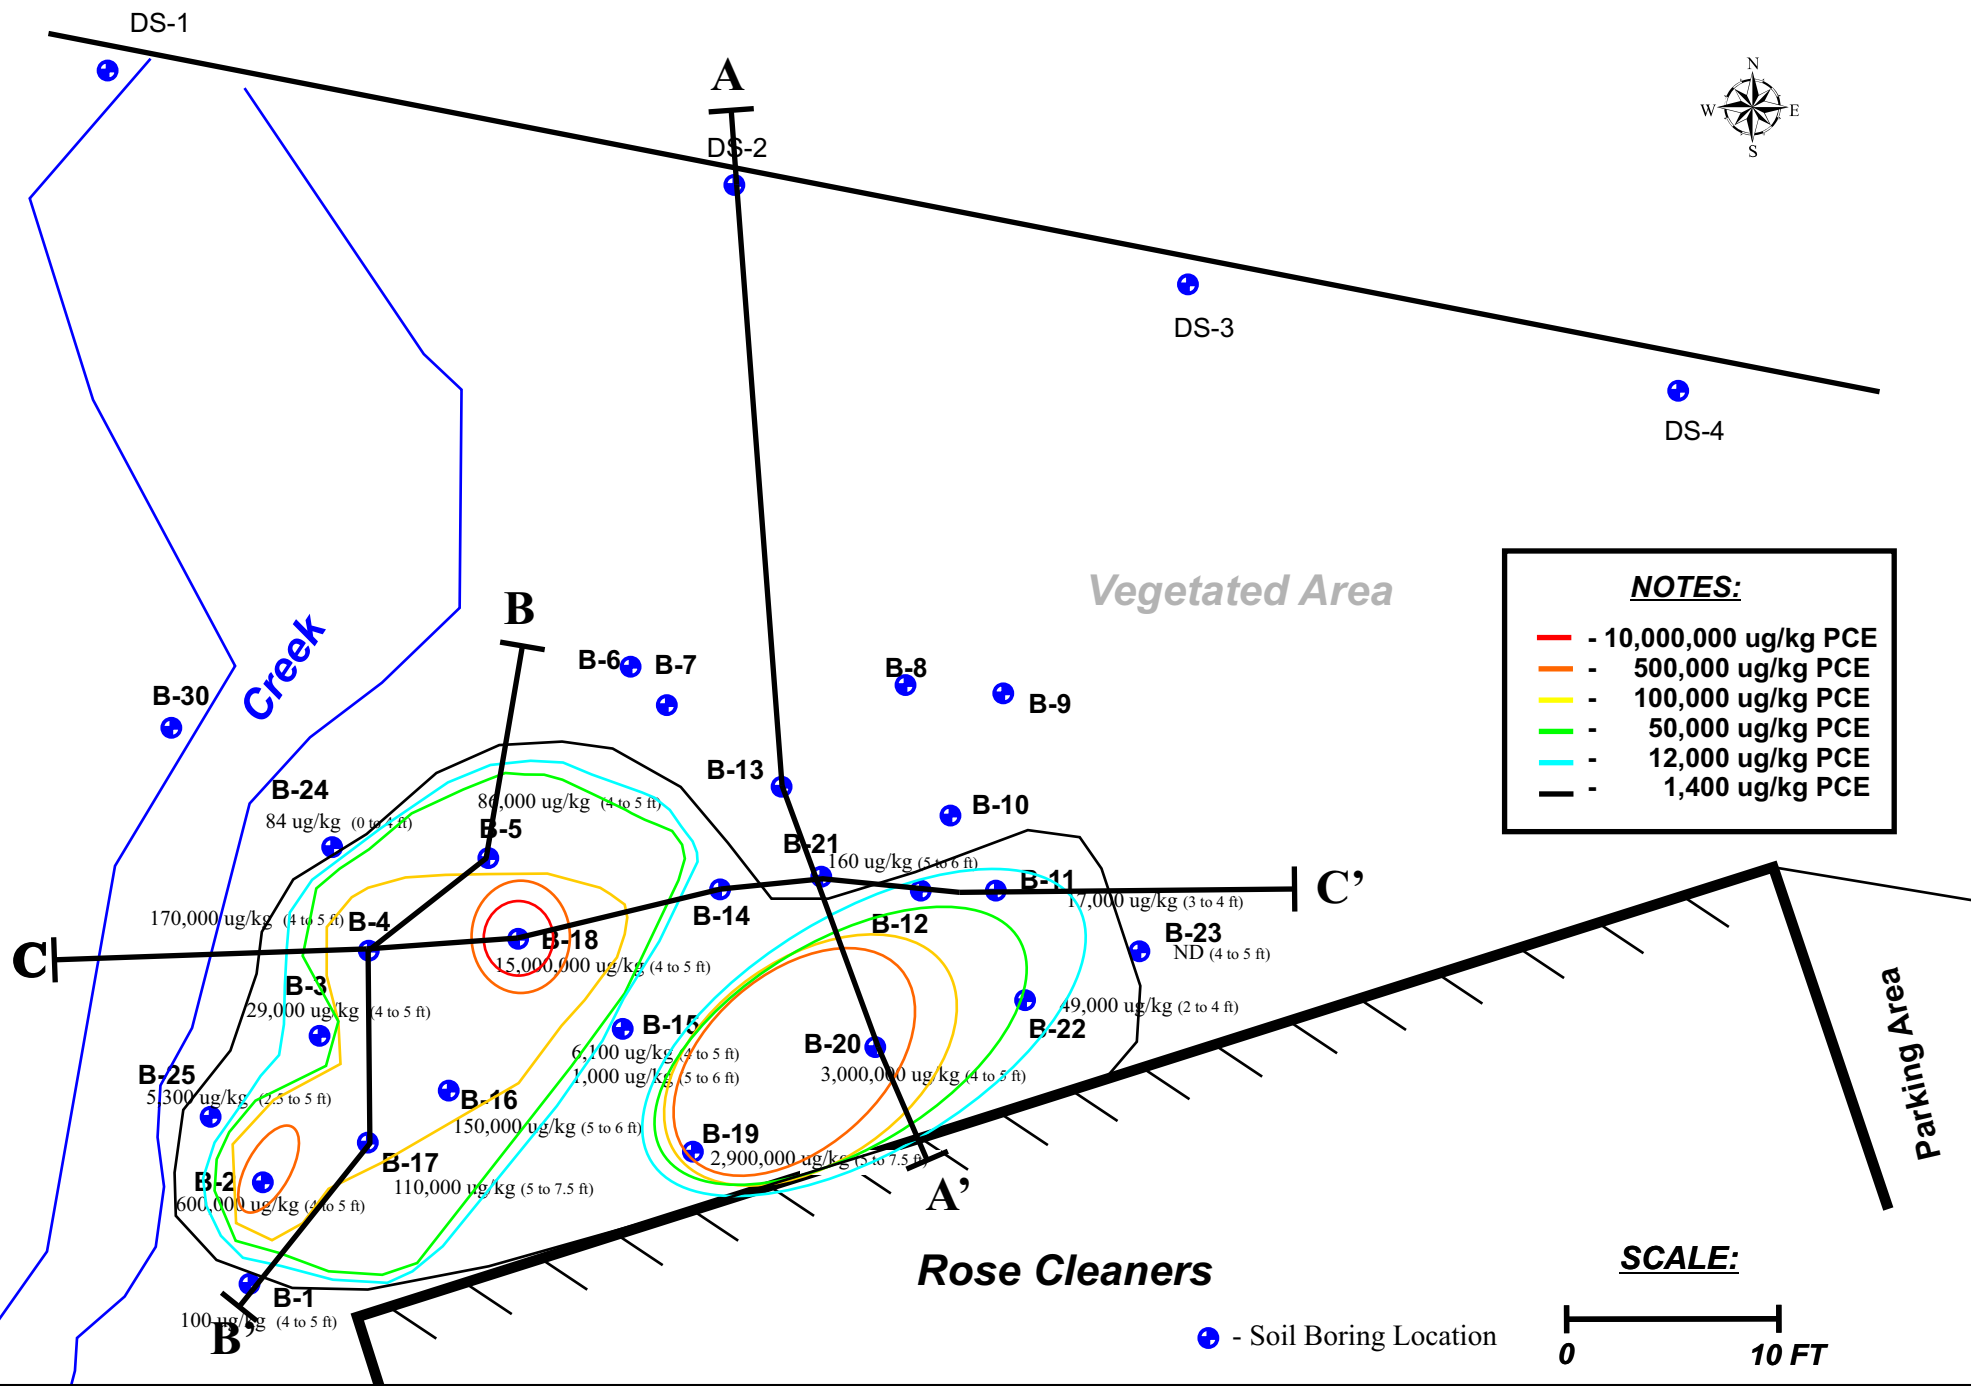 DS-1
A
N
W E
S
DS-2
DS-3
DS-4
Vegetated Area
NOTES:
- 10,000,000 ug/kg PCE
- 500,000 ug/kg PCE
- 100,000 ug/kg PCE
- 50,000 ug/kg PCE
- 12,000 ug/kg PCE
- 1,400 ug/kg PCE
B
Creek
B-6
B-7
B-8
B-9
B-30
B-13
B-24
84 ug/kg (0 to 4 ft)
86,000 ug/kg (4 to 5 ft)
B-5
B-10
B-21
160 ug/kg (5 to 6 ft)
B-11
17,000 ug/kg (3 to 4 ft)
C'
B-14
B-12
170,000 ug/kg (4 to 5 ft)
B-4
C
B-18
15,000,000 ug/kg (4 to 5 ft)
B-23
ND (4 to 5 ft)
B-3
29,000 ug/kg (4 to 5 ft)
49,000 ug/kg (2 to 4 ft)
B-22
B-15
6,100 ug/kg (4 to 5 ft)
1,000 ug/kg (5 to 6 ft)
B-20
3,000,000 ug/kg (4 to 5 ft)
B-25
5,300 ug/kg (2.5 to 5 ft)
B-16
150,000 ug/kg (5 to 6 ft)
B-19
2,900,000 ug/kg (5 to 7.5 ft)
B-17
110,000 ug/kg (5 to 7.5 ft)
B-2
600,000 ug/kg (4 to 5 ft)
A'
Parking Area
Rose Cleaners
B-1
100 ug/kg (4 to 5 ft)
B'
- Soil Boring Location
SCALE:
0 10 FT